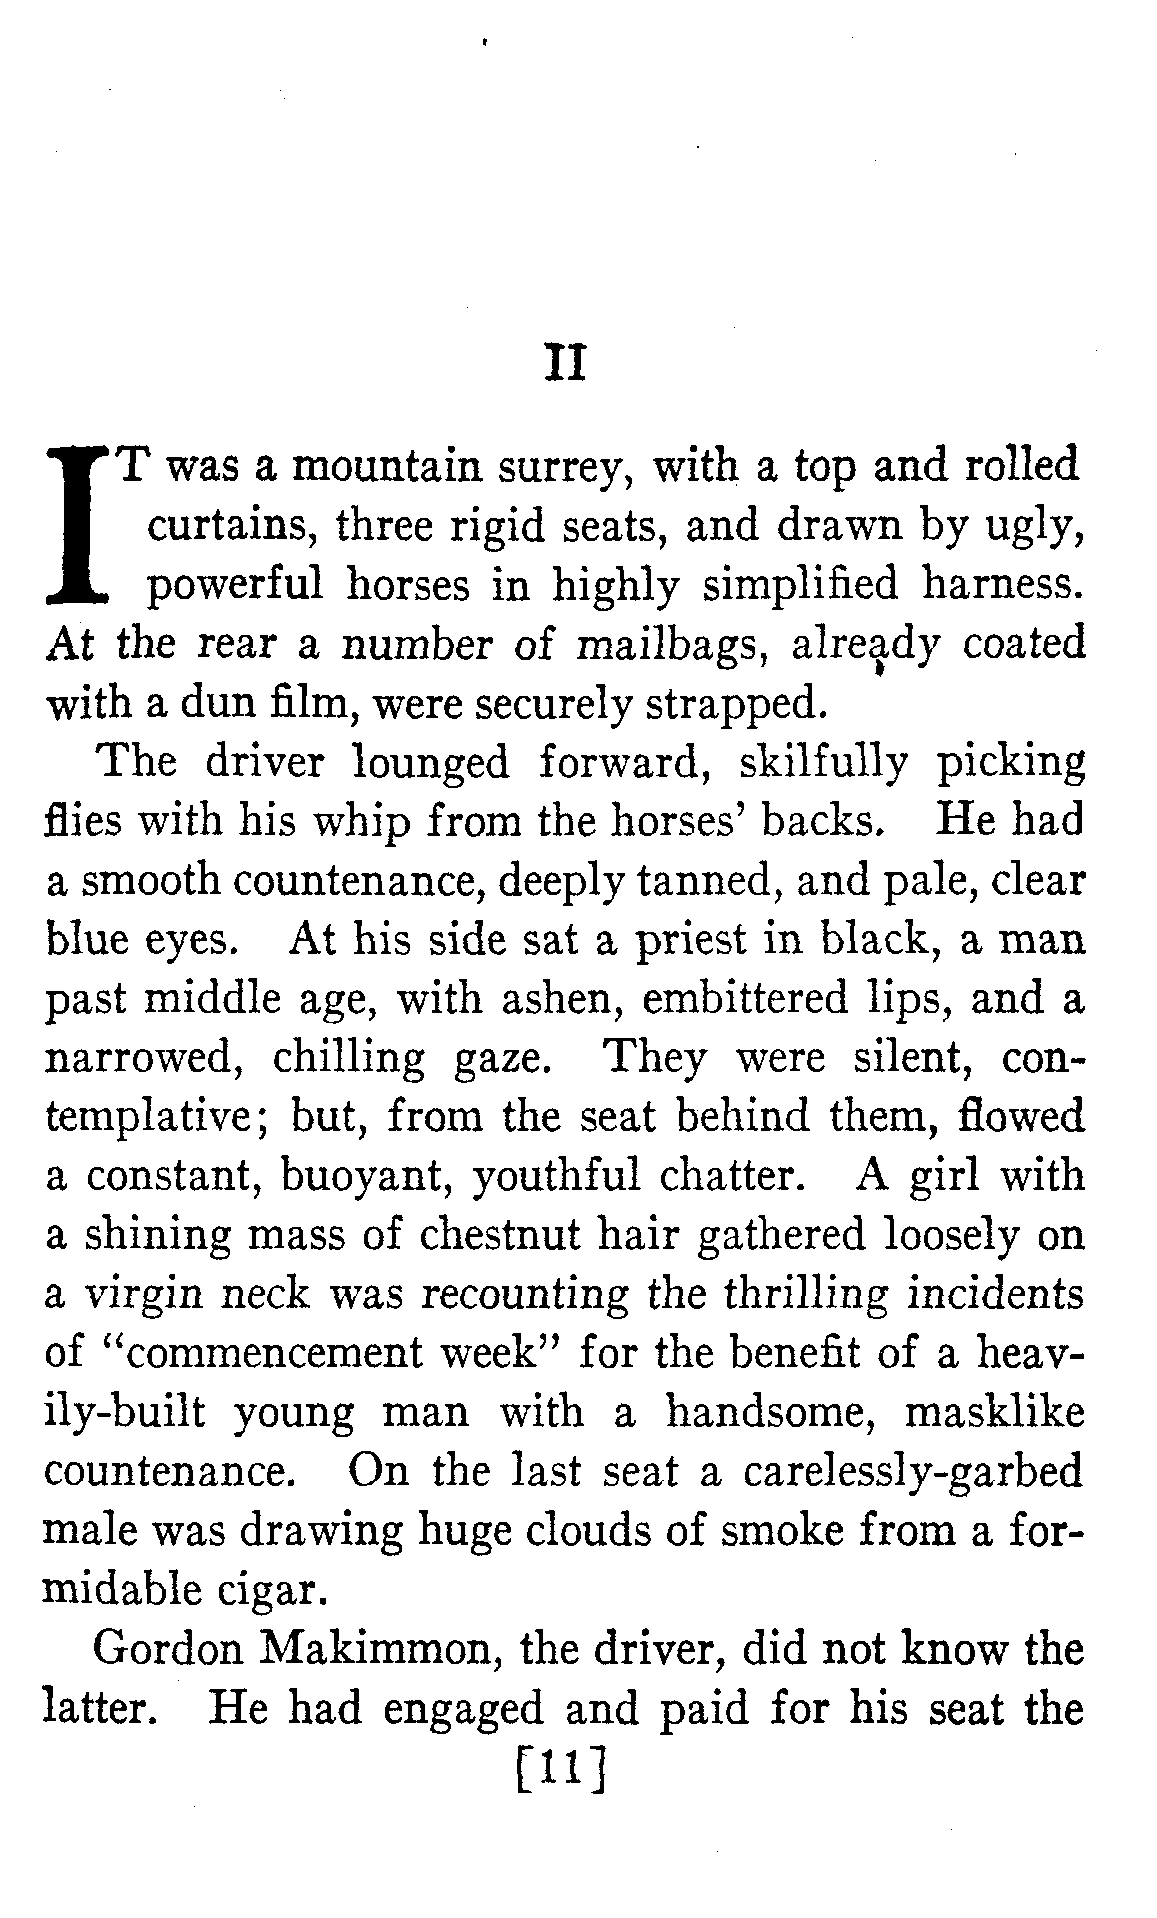 II
IT was a mountain surrey, with a top and rolled
curtains, three rigid seats, and drawn by ugly,
powerful horses in highly simplified harness.
At the rear a number of mailbags, already coated
with a dun film, were securely strapped.
The driver lounged forward, skilfully picking
flies with his whip from the horses' backs. He had
a smooth countenance, deeply tanned, and pale, clear
blue eyes. At his side sat a priest in black, a man
past middle age, with ashen, embittered lips, and a
narrowed, chilling gaze. They were silent, con-
templative; but, from the seat behind them, flowed
a constant, buoyant, youthful chatter. A girl with
a shining mass of chestnut hair gathered loosely on
a virgin neck was recounting the thrilling incidents
of "commencement week" for the benefit of a heav-
ily-built young man with a handsome, masklike
countenance. On the last seat a carelessly-garbed
male was drawing huge clouds of smoke from a for-
midable cigar.
Gordon Makimmon, the driver, did not know the
latter. He had engaged and paid for his seat the
[11]